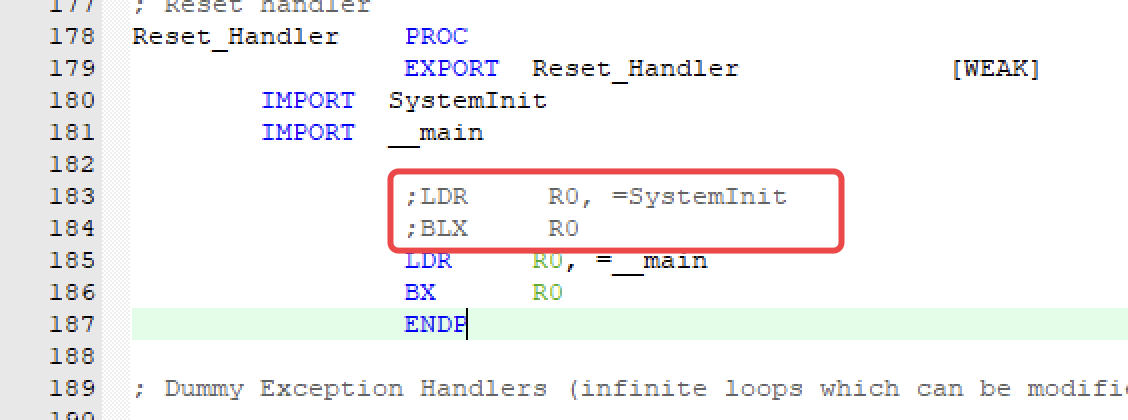 177 ; Reset handler
178 Reset_Handler    PROC
179                  EXPORT  Reset_Handler             [WEAK]
180         IMPORT  SystemInit
181         IMPORT  __main
182
183                  ;LDR     R0, =SystemInit
184                  ;BLX     R0
185                  LDR     R0, =__main
186                  BX      R0
187                  ENDP
188
189 ; Dummy Exception Handlers (infinite loops which can be modifie
190